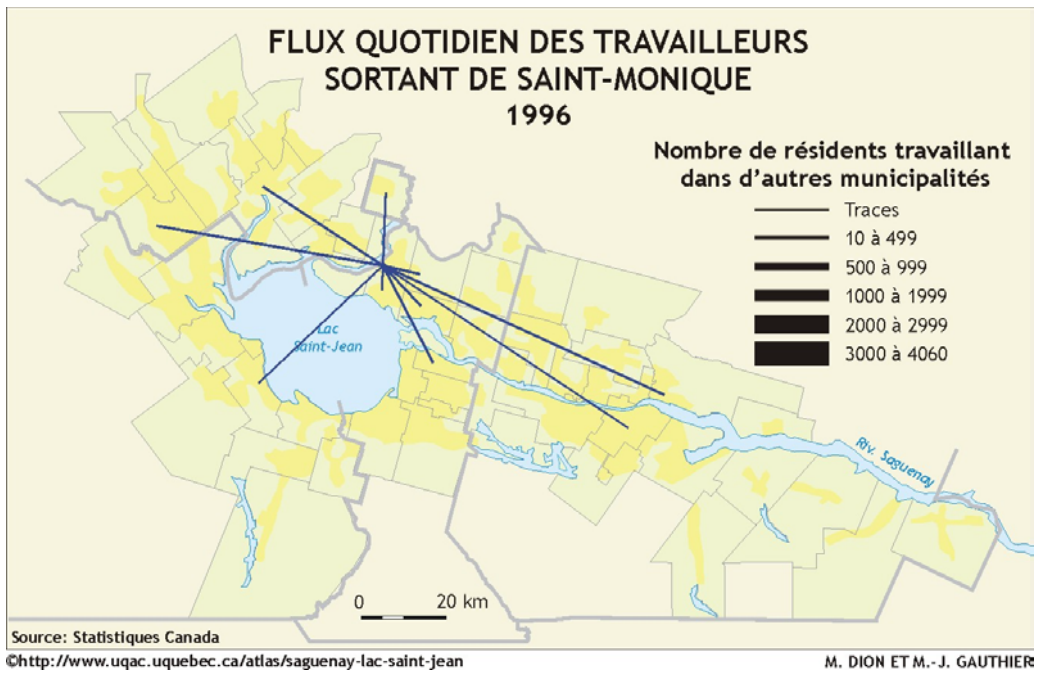 FLUX QUOTIDIEN DES TRAVAILLEURS
SORTANT DE SAINT-MONIQUE
1996
Nombre de résidents travaillant
dans d'autres municipalités
Traces
10 à 499
500 à 999
1000 à 1999
2000 à 2999
3000 à 4060
Lac
Saint-Jean
Riv. Saguenay
0 20 km
Source: Statistiques Canada
©http://www.uqac.uquebec.ca/atlas/saguenay-lac-saint-jean
M. DION ET M.-J. GAUTHIER